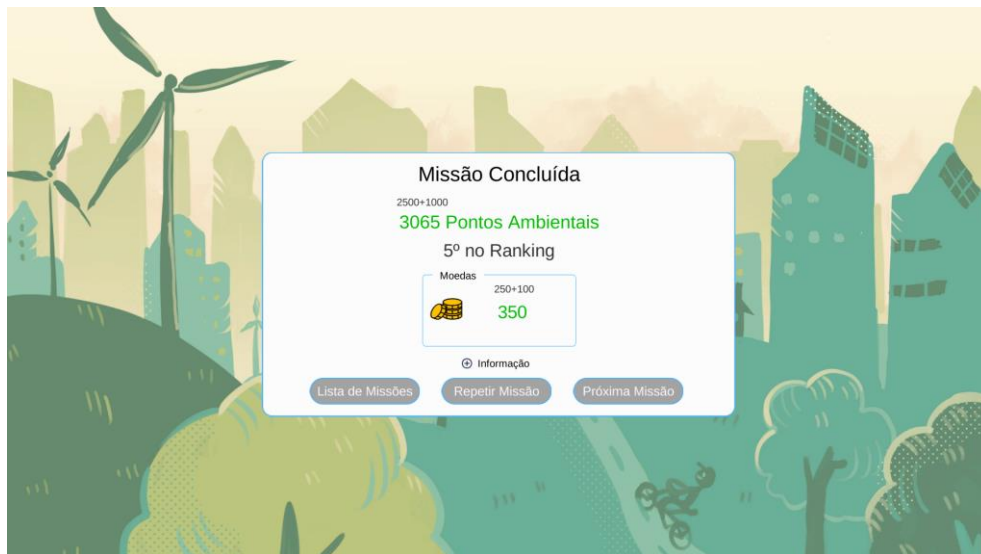 Missão Concluída
2500+1000
3065 Pontos Ambientais
5º no Ranking
Moedas
250+100
350
Informação
Lista de Missões
Repetir Missão
Próxima Missão